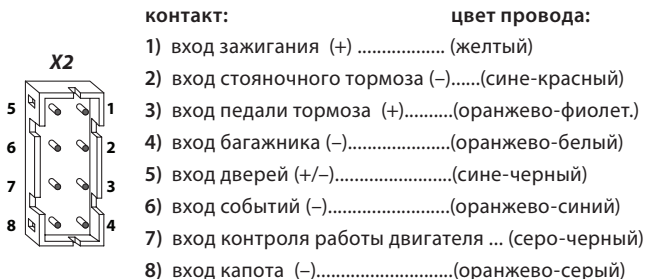 контакт: цвет провода:
X2
1) вход зажигания (+) .................. (желтый)
2) вход стояночного тормоза (–)......(сине-красный)
3) вход педали тормоза (+)..........(оранжево-фиолет.)
4) вход багажника (–)......................(оранжево-белый)
5) вход дверей (+/–).........................(сине-черный)
6) вход событий (–).........................(оранжево-синий)
7) вход контроля работы двигателя ... (серо-черный)
8) вход капота (–)............................(оранжево-серый)
5 1
6 2
7 3
8 4